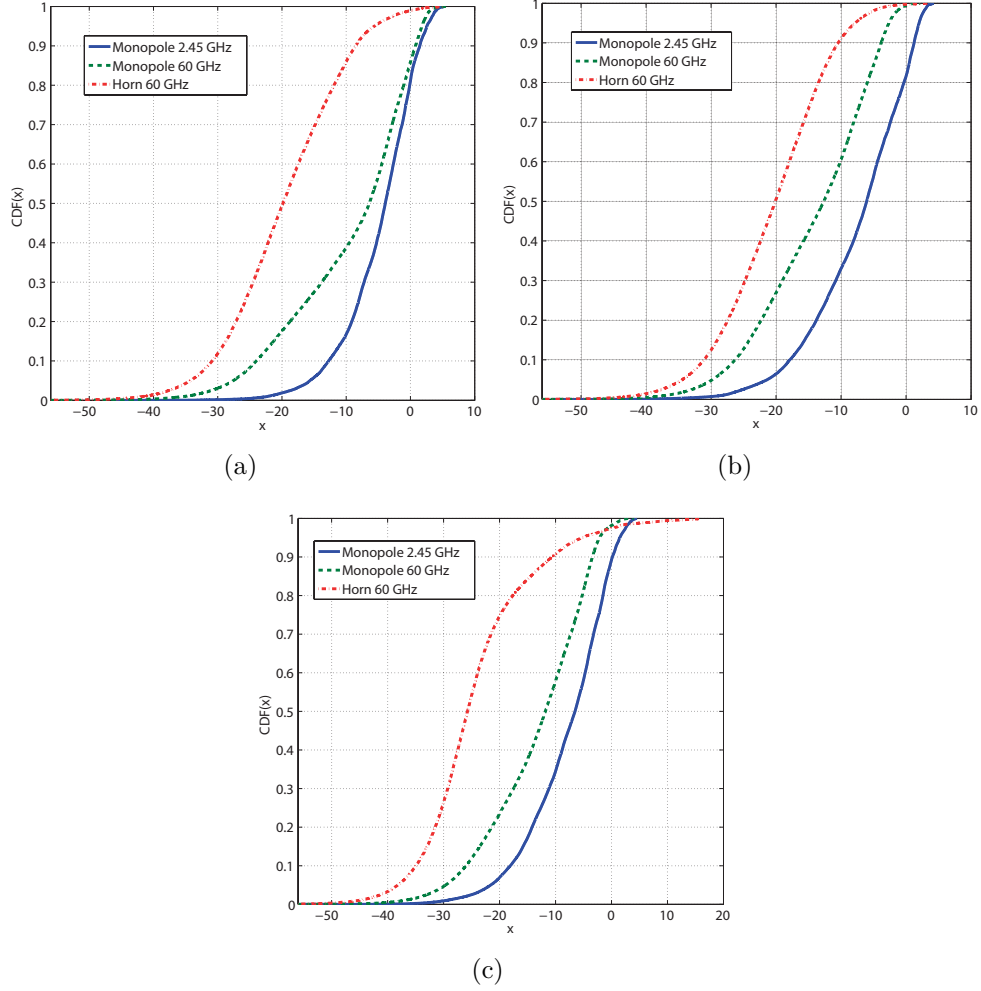 1
0.9
0.8
0.7
0.6
0.5
0.4
0.3
0.2
0.1
0
CDF(x)
Monopole 2.45 GHz
Monopole 60 GHz
Horn 60 GHz
−50 −40 −30 −20 −10 0 10
x
(a)
1
0.9
0.8
0.7
0.6
0.5
0.4
0.3
0.2
0.1
0
CDF(x)
Monopole 2.45 GHz
Monopole 60 GHz
Horn 60 GHz
−50 −40 −30 −20 −10 0 10
x
(b)
1
0.9
0.8
0.7
0.6
0.5
0.4
0.3
0.2
0.1
0
CDF(x)
Monopole 2.45 GHz
Monopole 60 GHz
Horn 60 GHz
−50 −40 −30 −20 −10 0 10 20
x
(c)